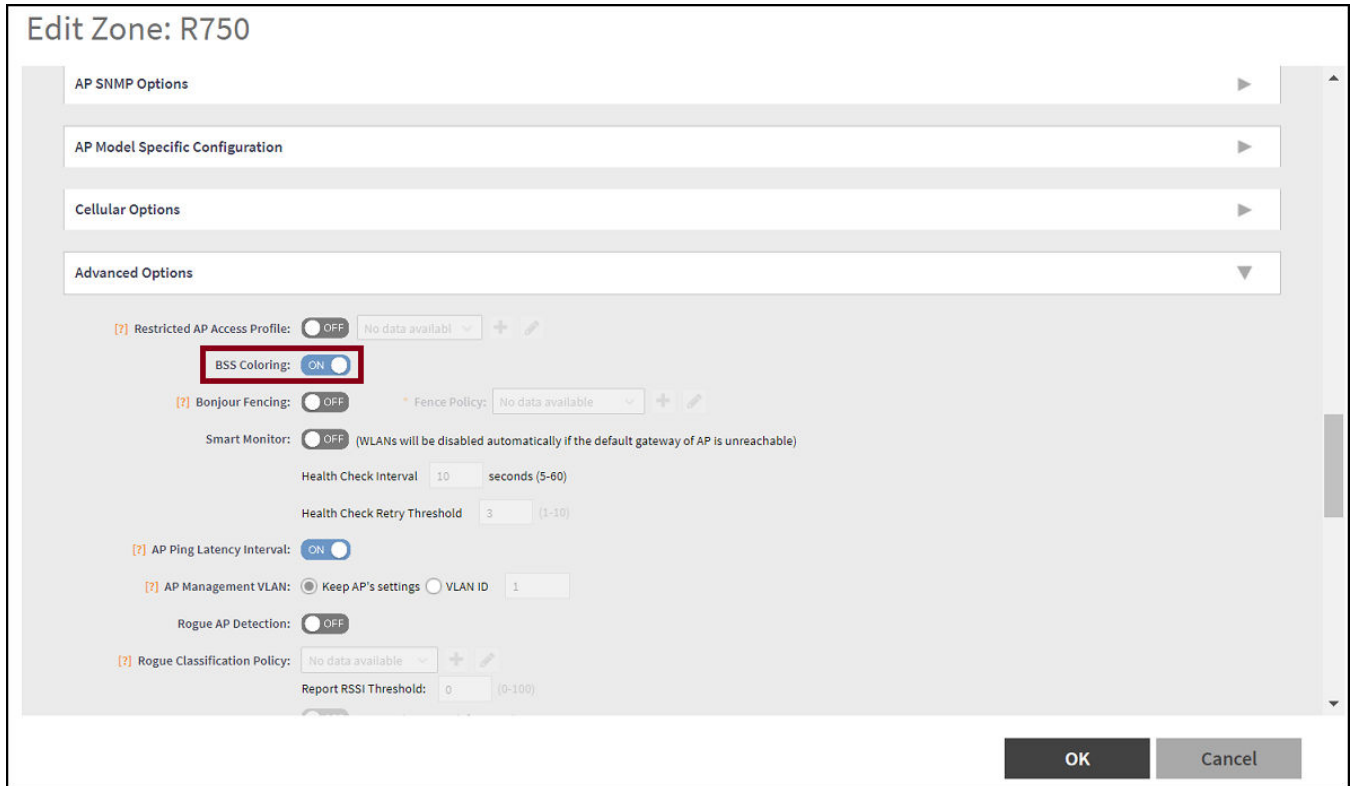 Edit Zone: R750
AP SNMP Options
AP Model Specific Configuration
Cellular Options
Advanced Options
[?] Restricted AP Access Profile: OFF No data availabl
BSS Coloring: ON
[?] Bonjour Fencing: OFF * Fence Policy: No data available
Smart Monitor: OFF (WLANs will be disabled automatically if the default gateway of AP is unreachable)
Health Check Interval 10 seconds (5-60)
Health Check Retry Threshold 3 (1-10)
[?] AP Ping Latency Interval: ON
[?] AP Management VLAN: Keep AP's settings VLAN ID 1
Rogue AP Detection: OFF
[?] Rogue Classification Policy: No data available
Report RSSI Threshold: 0 (0-100)
OK Cancel